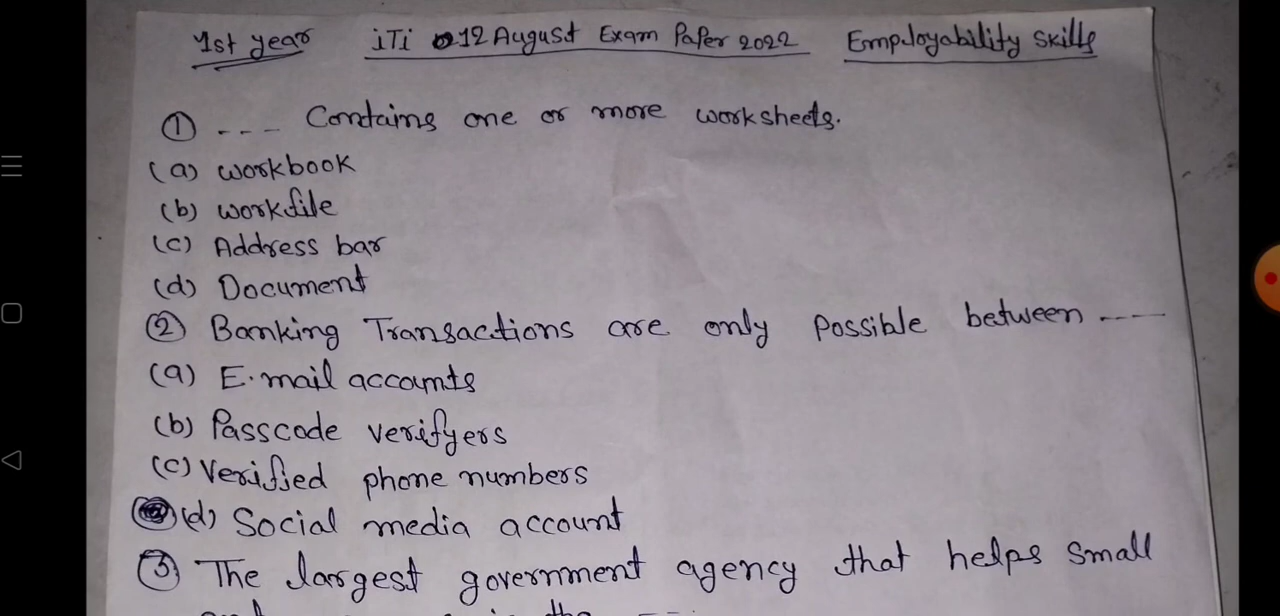 1st year iTi 12 August Exam Paper 2022 Employability Skills
① --- Contains one or more worksheets.
(a) workbook
(b) workfile
(c) Address bar
(d) Document
② Banking Transactions are only possible between ----
(a) E.mail accounts
(b) Passcode verifyers
(c) Verified phone numbers
(d) Social media account
③ The largest government agency that helps small
the ---